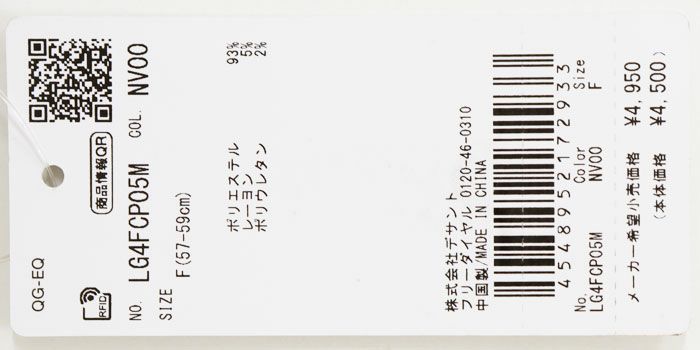 商品情報QR
QG-EQ
RFID
NO. LG4FCP05M COL. NV00
SIZE F(57-59cm)
ポリエステル 93%
レーヨン 5%
ポリウレタン 2%
株式会社デサント
フリーダイヤル 0120-46-0310
中国製/MADE IN CHINA
4548952172933
No. Color Size
LG4FCP05M NV00 F
メーカー希望小売価格 ¥4,950
(本体価格 ¥4,500)